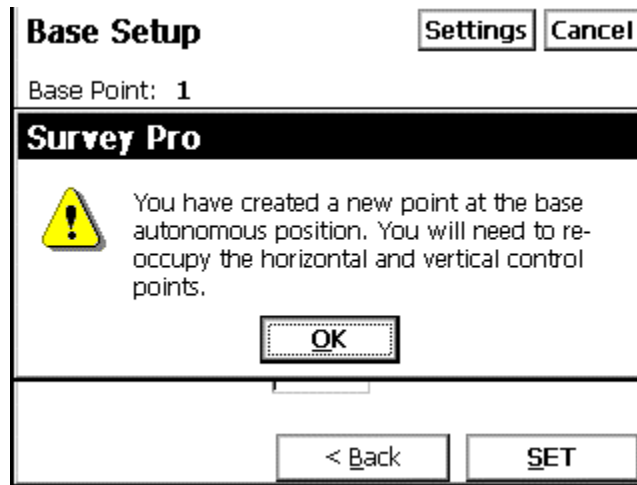 Base Setup
Settings
Cancel
Base Point: 1
Survey Pro
You have created a new point at the base
autonomous position. You will need to re-
occupy the horizontal and vertical control
points.
OK
< Back
SET